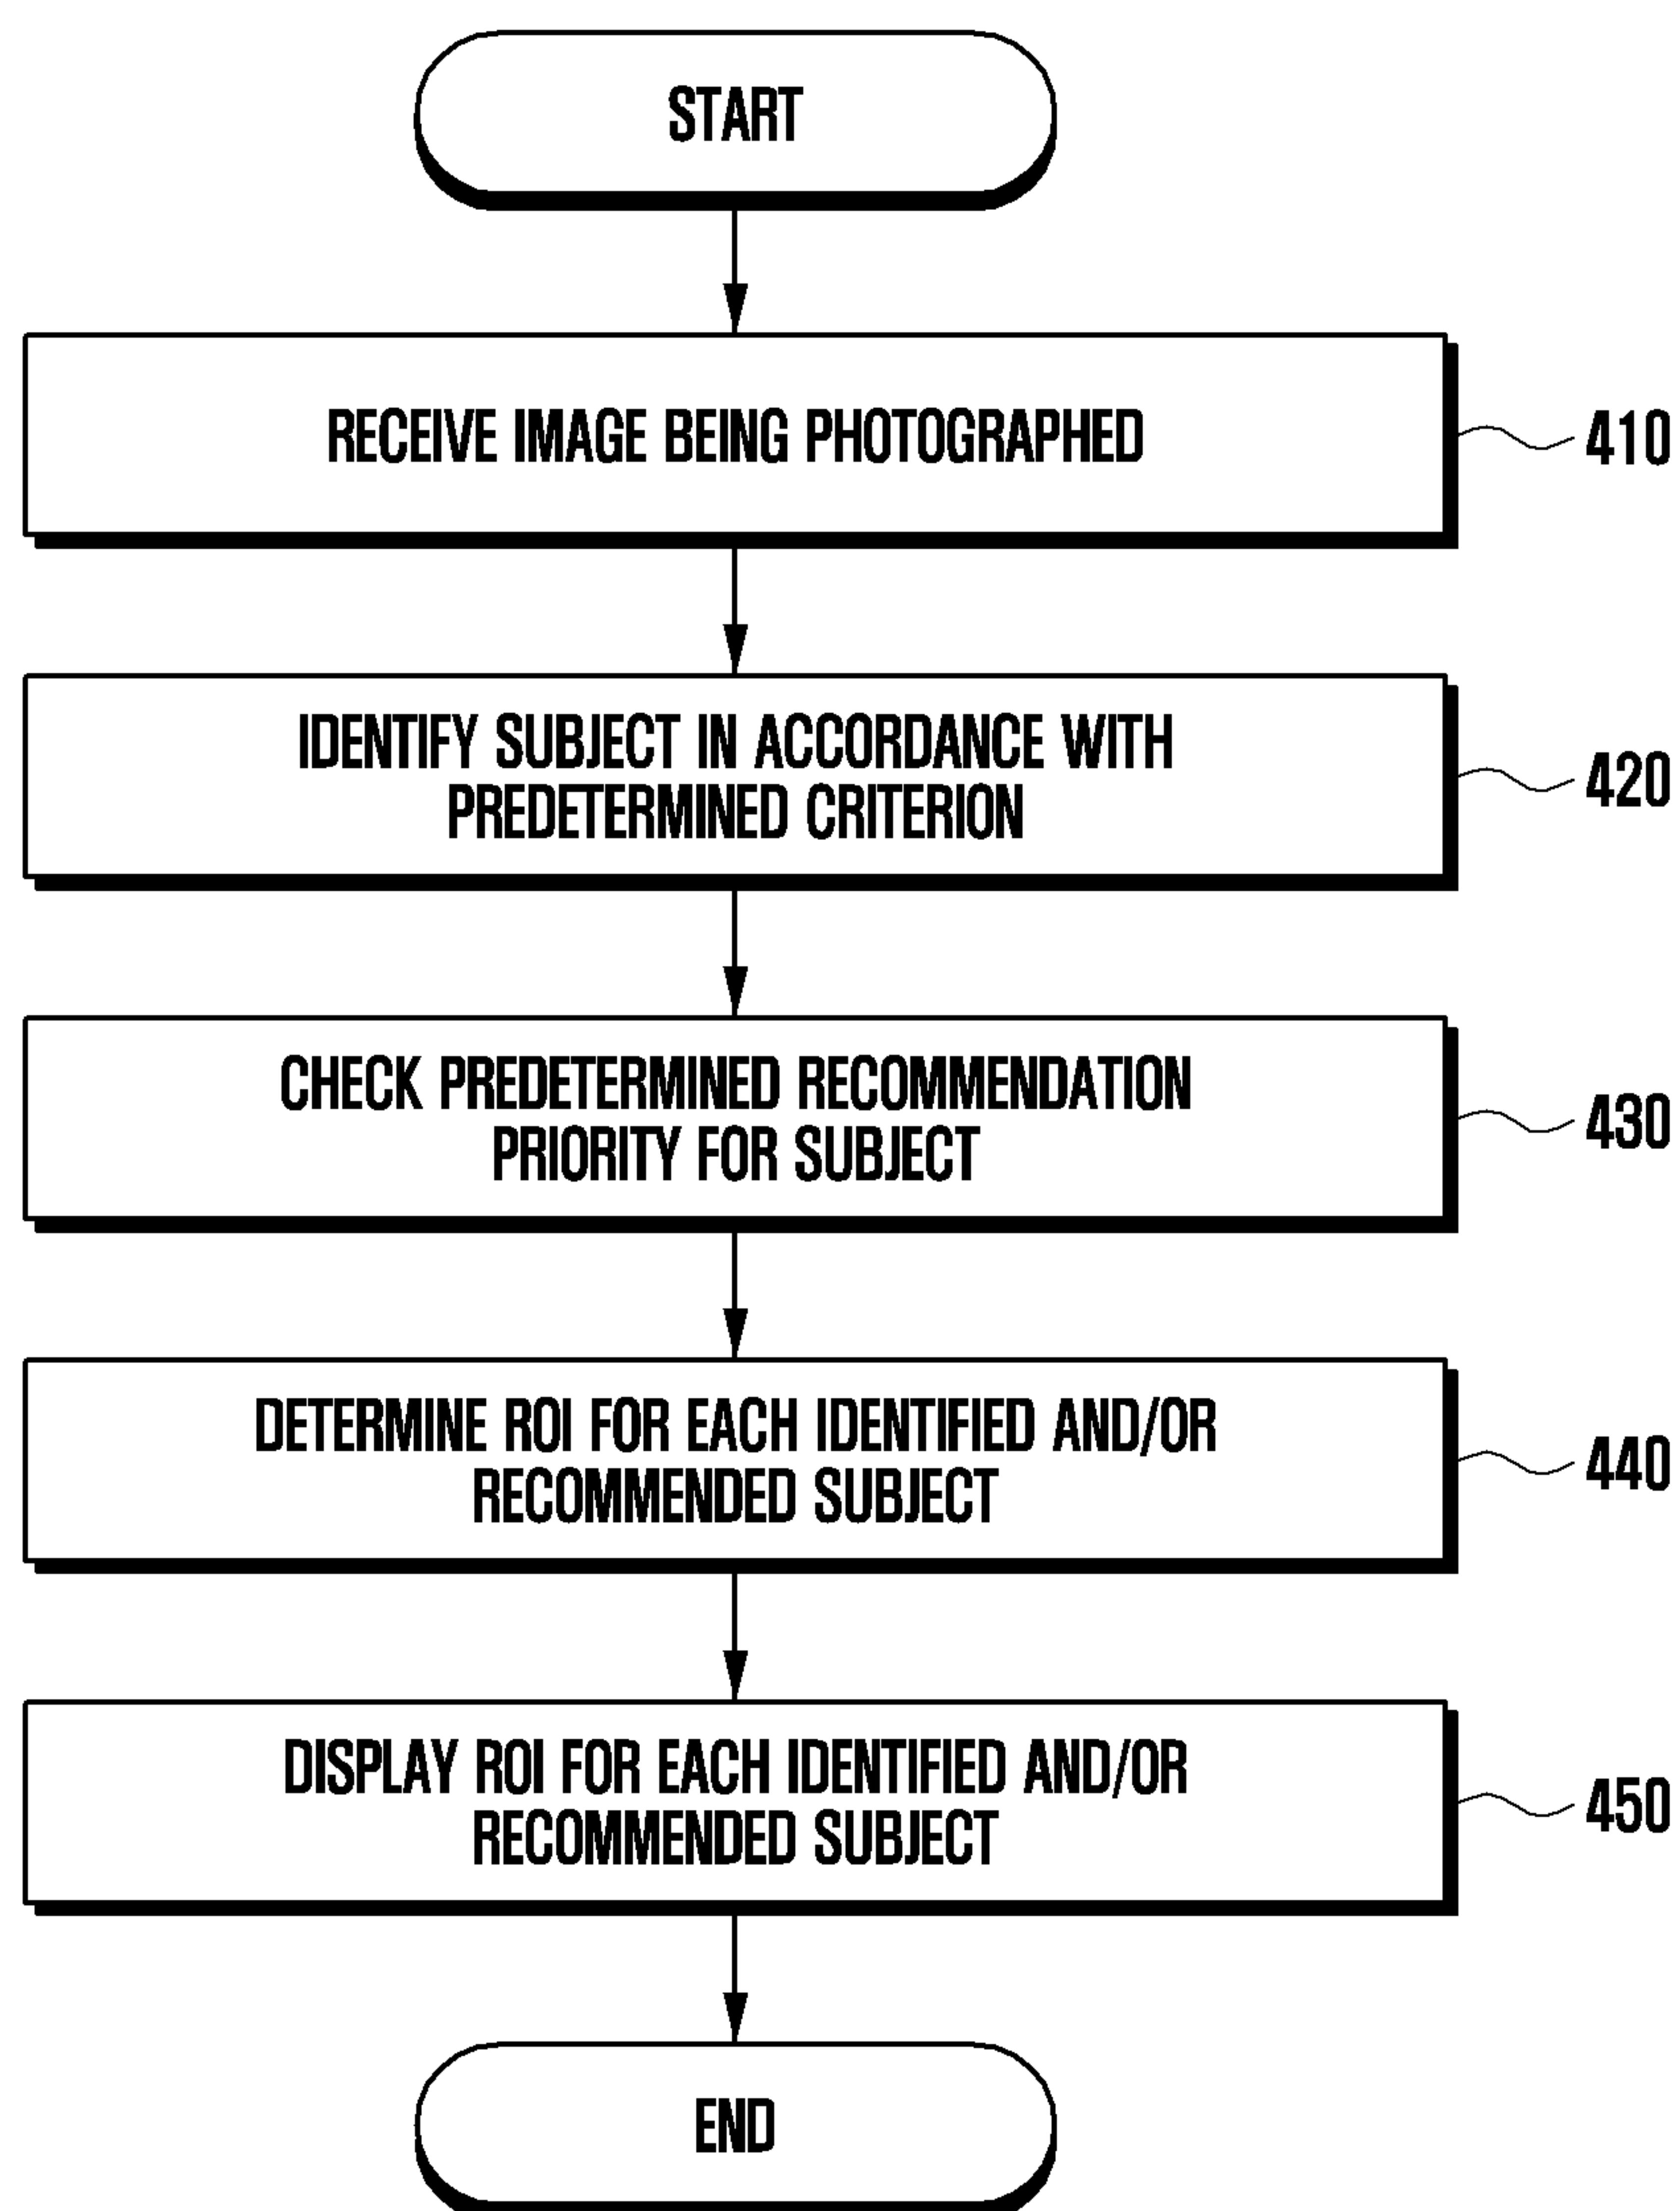 START
RECEIVE IMAGE BEING PHOTOGRAPHED
410
IDENTIFY SUBJECT IN ACCORDANCE WITH
PREDETERMINED CRITERION
420
CHECK PREDETERMINED RECOMMENDATION
PRIORITY FOR SUBJECT
430
DETERMINE ROI FOR EACH IDENTIFIED AND/OR
RECOMMENDED SUBJECT
440
DISPLAY ROI FOR EACH IDENTIFIED AND/OR
RECOMMENDED SUBJECT
450
END